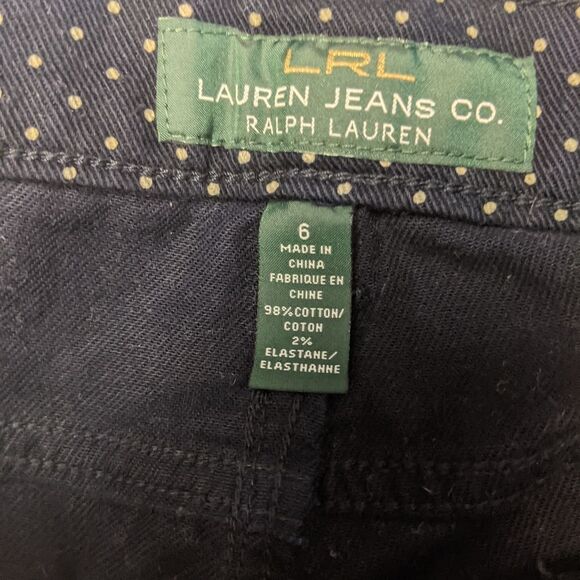 LRL
LAUREN JEANS CO.
RALPH LAUREN
6
MADE IN
CHINA
FABRIQUE EN
CHINE
98% COTTON/
COTON
2%
ELASTANE/
ELASTHANNE